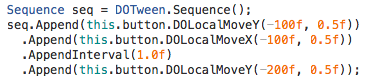 Sequence seq = DOTween.Sequence();
seq.Append(this.button.DOLocalMoveY(-100f, 0.5f))
.Append(this.button.DOLocalMoveX(-100f, 0.5f))
.AppendInterval(1.0f)
.Append(this.button.DOLocalMoveY(-200f, 0.5f));